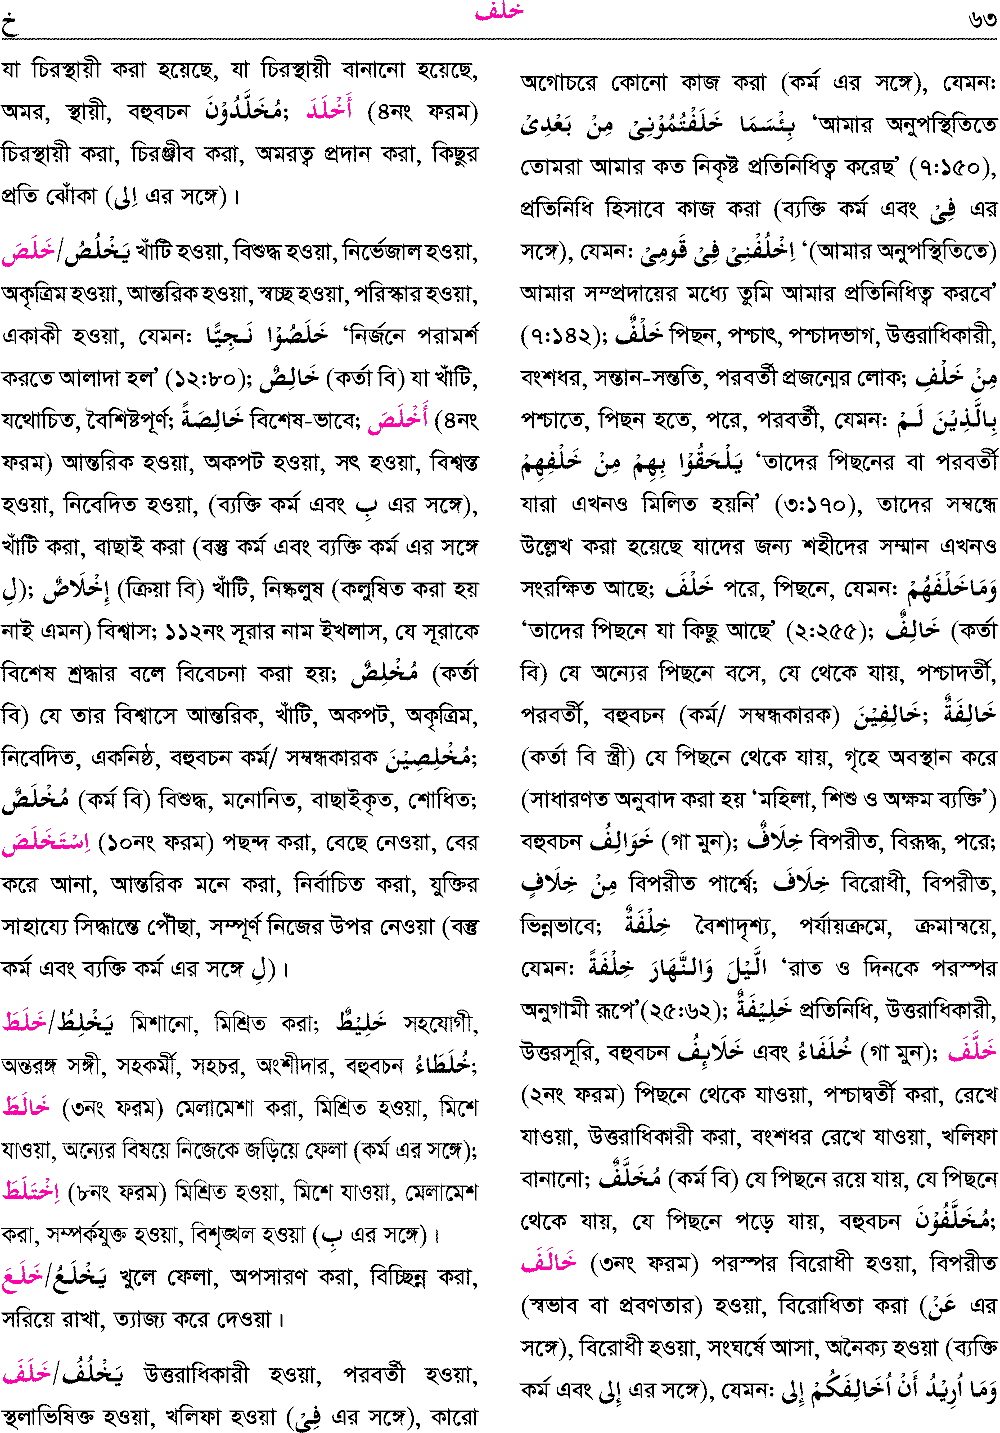 خ خلف ৬৩
যা চিরস্থায়ী করা হয়েছে, যা চিরস্থায়ী বানানো হয়েছে,
অমর, স্থায়ী, বহুবচন مُخَلَّدُوْنَ; أَخْلَدَ (৪নং ফরম)
চিরস্থায়ী করা, চিরঞ্জীব করা, অমরত্ব প্রদান করা, কিছুর
প্রতি ঝোঁকা (اِلى এর সঙ্গে)।
خَلَصَ/يَخْلُصُ খাঁটি হওয়া, বিশুদ্ধ হওয়া, নির্ভেজাল হওয়া,
অকৃত্রিম হওয়া, আন্তরিক হওয়া, স্বচ্ছ হওয়া, পরিস্কার হওয়া,
একাকী হওয়া, যেমন: خَلَصُوْا نَجِيًّا ‘নির্জনে পরামর্শ
করতে আলাদা হল’ (১২:৮০); خَالِصٌ (কর্তা বি) যা খাঁটি,
যথোচিত, বৈশিষ্টপূর্ণ; خَالِصَةً বিশেষ-ভাবে; أَخْلَصَ (৪নং
ফরম) আন্তরিক হওয়া, অকপট হওয়া, সৎ হওয়া, বিশ্বস্ত
হওয়া, নিবেদিত হওয়া, (ব্যক্তি কর্ম এবং بِ এর সঙ্গে),
খাঁটি করা, বাছাই করা (বস্তু কর্ম এবং ব্যক্তি কর্ম এর সঙ্গে
لِ); إِخْلَاصٌ (ক্রিয়া বি) খাঁটি, নিষ্কলুষ (কলুষিত করা হয়
নাই এমন) বিশ্বাস; ১১২নং সূরার নাম ইখলাস, যে সূরাকে
বিশেষ শ্রদ্ধার বলে বিবেচনা করা হয়; مُخْلِصٌ (কর্তা
বি) যে তার বিশ্বাসে আন্তরিক, খাঁটি, অকপট, অকৃত্রিম,
নিবেদিত, একনিষ্ঠ, বহুবচন কর্ম/ সম্বন্ধকারক مُخْلِصِيْنَ;
مُخْلَصٌ (কর্ম বি) বিশুদ্ধ, মনোনিত, বাছাইকৃত, শোধিত;
اِسْتَخْلَصَ (১০নং ফরম) পছন্দ করা, বেছে নেওয়া, বের
করে আনা, আন্তরিক মনে করা, নির্বাচিত করা, যুক্তির
সাহায্যে সিদ্ধান্তে পৌঁছা, সম্পূর্ণ নিজের উপর নেওয়া (বস্তু
কর্ম এবং ব্যক্তি কর্ম এর সঙ্গে لِ)।
خَلَطَ/يَخْلِطُ মিশানো, মিশ্রিত করা; خَلِيْطٌ সহযোগী,
অন্তরঙ্গ সঙ্গী, সহকর্মী, সহচর, অংশীদার, বহুবচন خُلَطَاءُ;
خَالَطَ (৩নং ফরম) মেলামেশা করা, মিশ্রিত হওয়া, মিশে
যাওয়া, অন্যের বিষয়ে নিজেকে জড়িয়ে ফেলা (কর্ম এর সঙ্গে);
اِخْتَلَطَ (৮নং ফরম) মিশ্রিত হওয়া, মিশে যাওয়া, মেলামেশ
করা, সম্পর্কযুক্ত হওয়া, বিশৃঙ্খল হওয়া (بِ এর সঙ্গে)।
خَلَعَ/يَخْلَعُ খুলে ফেলা, অপসারণ করা, বিচ্ছিন্ন করা,
সরিয়ে রাখা, ত্যাজ্য করে দেওয়া।
خَلَفَ/يَخْلُفُ উত্তরাধিকারী হওয়া, পরবর্তী হওয়া,
স্থলাভিষিক্ত হওয়া, খলিফা হওয়া (فِيْ এর সঙ্গে), কারো
অগোচরে কোনো কাজ করা (কর্ম এর সঙ্গে), যেমন:
بِئْسَمَا خَلَفْتُمُوْنِيْ مِنْ بَعْدِيْ ‘আমার অনুপস্থিতিতে
তোমরা আমার কত নিকৃষ্ট প্রতিনিধিত্ব করেছ’ (৭:১৫০),
প্রতিনিধি হিসাবে কাজ করা (ব্যক্তি কর্ম এবং فِيْ এর
সঙ্গে), যেমন: اِخْلُفْنِيْ فِيْ قَوْمِيْ ‘(আমার অনুপস্থিতিতে)
আমার সম্প্রদায়ের মধ্যে তুমি আমার প্রতিনিধিত্ব করবে’
(৭:১৪২); خَلْفٌ পিছন, পশ্চাৎ, পশ্চাদভাগ, উত্তরাধিকারী,
বংশধর, সন্তান-সন্ততি, পরবর্তী প্রজন্মের লোক; مِنْ خَلْفِ
পশ্চাতে, পিছন হতে, পরে, পরবর্তী, যেমন: بِالَّذِيْنَ لَمْ
يَلْحَقُوْا بِهِمْ مِنْ خَلْفِهِمْ ‘তাদের পিছনের বা পরবর্তী
যারা এখনও মিলিত হয়নি’ (৩:১৭০), তাদের সম্বন্ধে
উল্লেখ করা হয়েছে যাদের জন্য শহীদের সম্মান এখনও
সংরক্ষিত আছে; خَلْفَ পরে, পিছনে, যেমন: وَمَاخَلْفَهُمْ
‘তাদের পিছনে যা কিছু আছে’ (২:২৫৫); خَالِفٌ (কর্তা
বি) যে অন্যের পিছনে বসে, যে থেকে যায়, পশ্চাদর্তী,
পরবর্তী, বহুবচন (কর্ম/ সম্বন্ধকারক) خَالِفِيْنَ; خَالِفَةٌ
(কর্তা বি স্ত্রী) যে পিছনে থেকে যায়, গৃহে অবস্থান করে
(সাধারণত অনুবাদ করা হয় ‘মহিলা, শিশু ও অক্ষম ব্যক্তি’)
বহুবচন خَوَالِفُ (গা মুন); خِلَافٌ বিপরীত, বিরূদ্ধ, পরে;
مِنْ خِلَافٍ বিপরীত পার্শ্বে; خِلَافَ বিরোধী, বিপরীত,
ভিন্নভাবে; خِلْفَةٌ বৈশাদৃশ্য, পর্যায়ক্রমে, ক্রমান্বয়ে,
যেমন: الَّيْلَ وَالنَّهَارَ خِلْفَةً ‘রাত ও দিনকে পরস্পর
অনুগামী রূপে’(২৫:৬২); خَلِيْفَةٌ প্রতিনিধি, উত্তরাধিকারী,
উত্তরসূরি, বহুবচন خَلَايِفُ এবং خُلَفَاءُ (গা মুন); خَلَّفَ
(২নং ফরম) পিছনে থেকে যাওয়া, পশ্চাদ্বর্তী করা, রেখে
যাওয়া, উত্তরাধিকারী করা, বংশধর রেখে যাওয়া, খলিফা
বানানো; مُخَلَّفٌ (কর্ম বি) যে পিছনে রয়ে যায়, যে পিছনে
থেকে যায়, যে পিছনে পড়ে যায়, বহুবচন مُخَلَّفُوْنَ;
خَالَفَ (৩নং ফরম) পরস্পর বিরোধী হওয়া, বিপরীত
(স্বভাব বা প্রবণতার) হওয়া, বিরোধিতা করা (عَنْ এর
সঙ্গে), বিরোধী হওয়া, সংঘর্ষে আসা, অনৈক্য হওয়া (ব্যক্তি
কর্ম এবং إِلى এর সঙ্গে), যেমন: وَمَا اُرِيْدُ أَنْ اُخَالِفَكُمْ إِلى